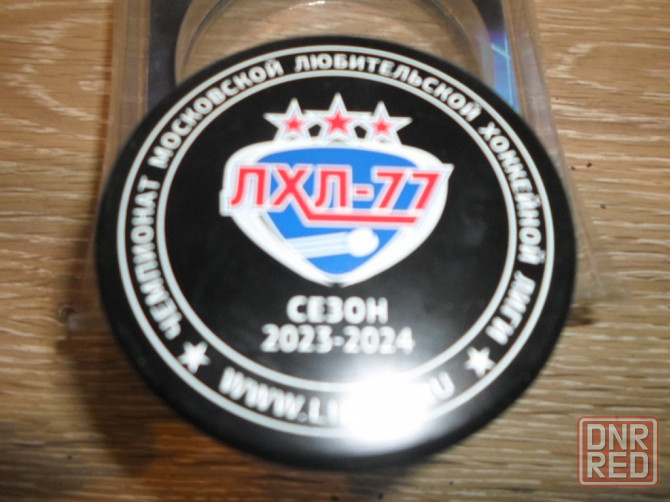 ЧЕМПИОНАТ МОСКОВСКОЙ ЛЮБИТЕЛЬСКОЙ ХОККЕЙНОЙ ЛИГИ
ЛХЛ-77
СЕЗОН
2023-2024
DNR
RED